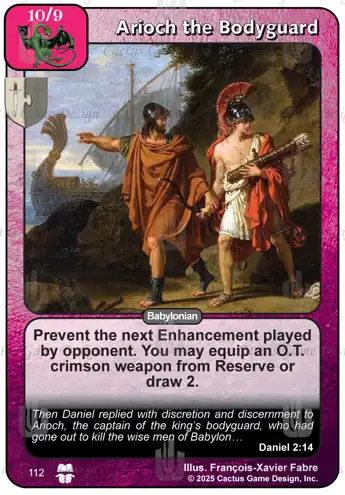 10/9
Arioch the Bodyguard
Babylonian
Prevent the next Enhancement played
by opponent. You may equip an O.T.
crimson weapon from Reserve or
draw 2.
Then Daniel replied with discretion and discernment to
Arioch, the captain of the king's bodyguard, who had
gone out to kill the wise men of Babylon…
Daniel 2:14
112
Illus. François-Xavier Fabre
© 2025 Cactus Game Design, Inc.